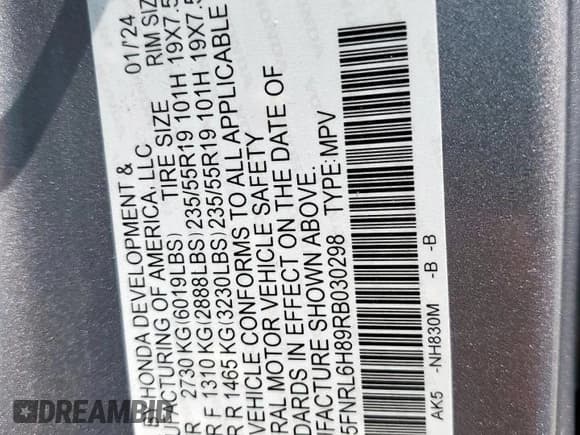 HONDA DEVELOPMENT & 01/24
UFACTURING OF AMERICA, LLC
TIRE SIZE RIM SIZ
R 2730 KG(6019LBS)
R F 1310 KG(2888LBS) 235/55R19 101H 19X7.5
R R 1465 KG(3230LBS) 235/55R19 101H 19X7.5
VEHICLE CONFORMS TO ALL APPLICABLE
RAL MOTOR VEHICLE SAFETY
DARDS IN EFFECT ON THE DATE OF
UFACTURE SHOWN ABOVE.
5FNRL6H89RB030298 TYPE:MPV
AK5 -NH830M -B -B
DREAMBID